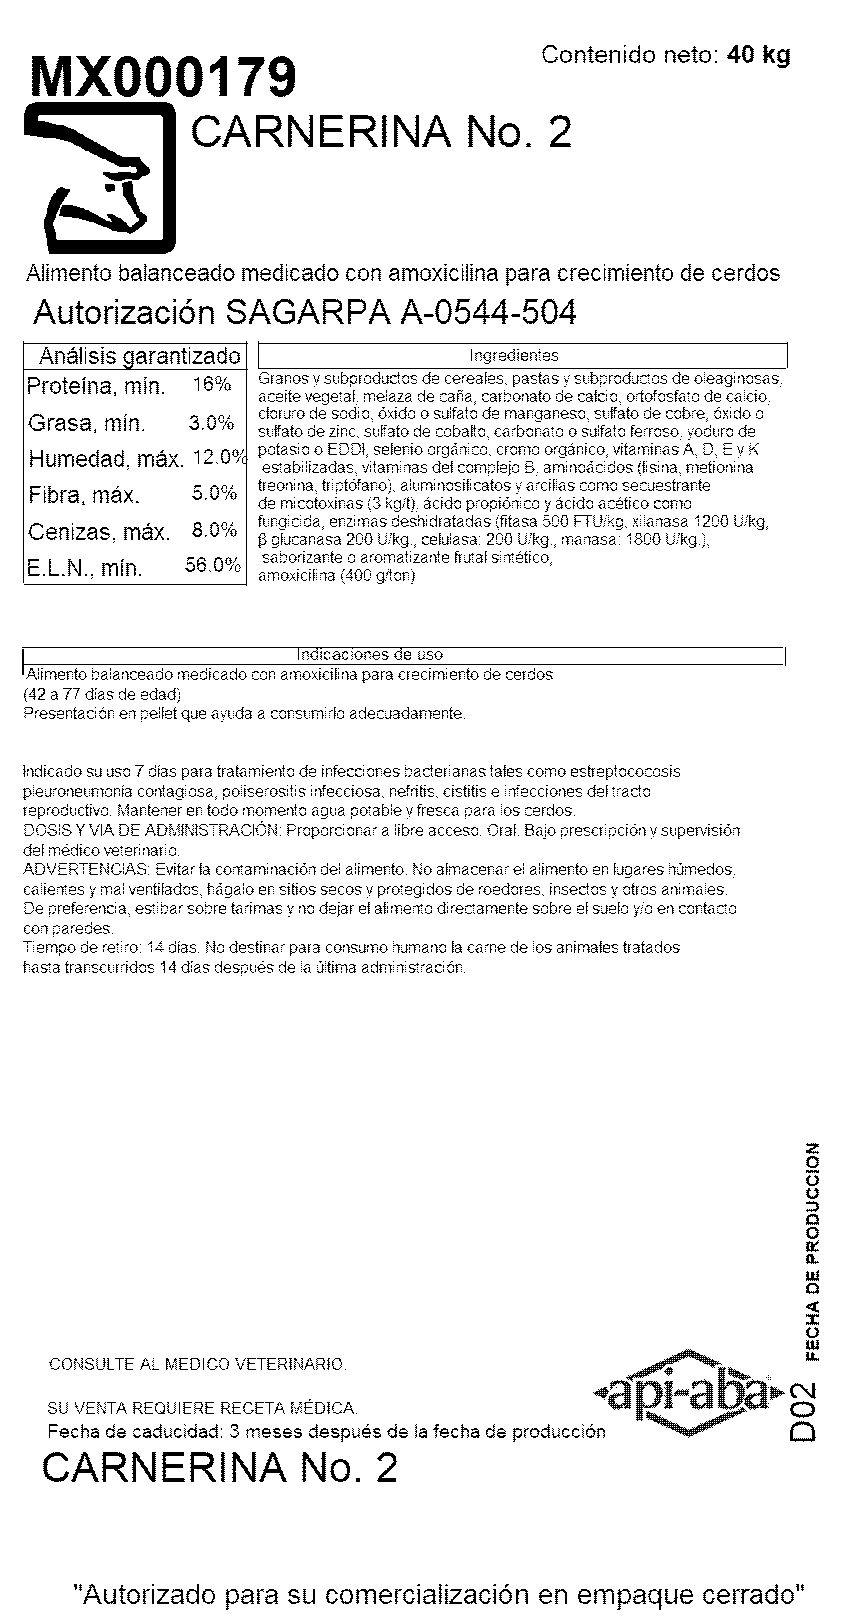 Contenido neto: 40 kg
MX000179
CARNERINA No. 2
Alimento balanceado medicado con amoxicilina para crecimiento de cerdos
Autorización SAGARPA A-0544-504
Análisis garantizado
Proteína, mín. 16%
Grasa, mín. 3.0%
Humedad, máx. 12.0%
Fibra, máx. 5.0%
Cenizas, máx. 8.0%
E.L.N., mín. 56.0%
Ingredientes
Granos y subproductos de cereales, pastas y subproductos de oleaginosas,
aceite vegetal, melaza de caña, carbonato de calcio, ortofosfato de calcio,
cloruro de sodio, óxido o sulfato de manganeso, sulfato de cobre, óxido o
sulfato de zinc, sulfato de cobalto, carbonato o sulfato ferroso, yoduro de
potasio o EDDI, selenio orgánico, cromo orgánico, vitaminas A, D, E y K
estabilizadas, vitaminas del complejo B, aminoácidos (lisina, metionina
treonina, triptófano), aluminosilicatos y arcillas como secuestrante
de micotoxinas (3 kg/t), ácido propiónico y ácido acético como
fungicida, enzimas deshidratadas (fitasa 500 FTU/kg, xilanasa 1200 U/kg,
β glucanasa 200 U/kg., celulasa: 200 U/kg., manasa: 1800 U/kg.),
saborizante o aromatizante frutal sintético,
amoxicilina (400 g/ton)
Indicaciones de uso
Alimento balanceado medicado con amoxicilina para crecimiento de cerdos
(42 a 77 días de edad)
Presentación en pellet que ayuda a consumirlo adecuadamente.
Indicado su uso 7 días para tratamiento de infecciones bacterianas tales como estreptococosis
pleuroneumonía contagiosa, poliserositis infecciosa, nefritis, cistitis e infecciones del tracto
reproductivo. Mantener en todo momento agua potable y fresca para los cerdos.
DOSIS Y VIA DE ADMINISTRACIÓN: Proporcionar a libre acceso. Oral. Bajo prescripción y supervisión
del médico veterinario.
ADVERTENCIAS: Evitar la contaminación del alimento. No almacenar el alimento en lugares húmedos,
calientes y mal ventilados, hágalo en sitios secos y protegidos de roedores, insectos y otros animales.
De preferencia, estibar sobre tarimas y no dejar el alimento directamente sobre el suelo y/o en contacto
con paredes.
Tiempo de retiro: 14 días. No destinar para consumo humano la carne de los animales tratados
hasta transcurridos 14 días después de la última administración.
D02 FECHA DE PRODUCCION
CONSULTE AL MEDICO VETERINARIO.
api-aba
SU VENTA REQUIERE RECETA MÉDICA.
Fecha de caducidad: 3 meses después de la fecha de producción
CARNERINA No. 2
"Autorizado para su comercialización en empaque cerrado"